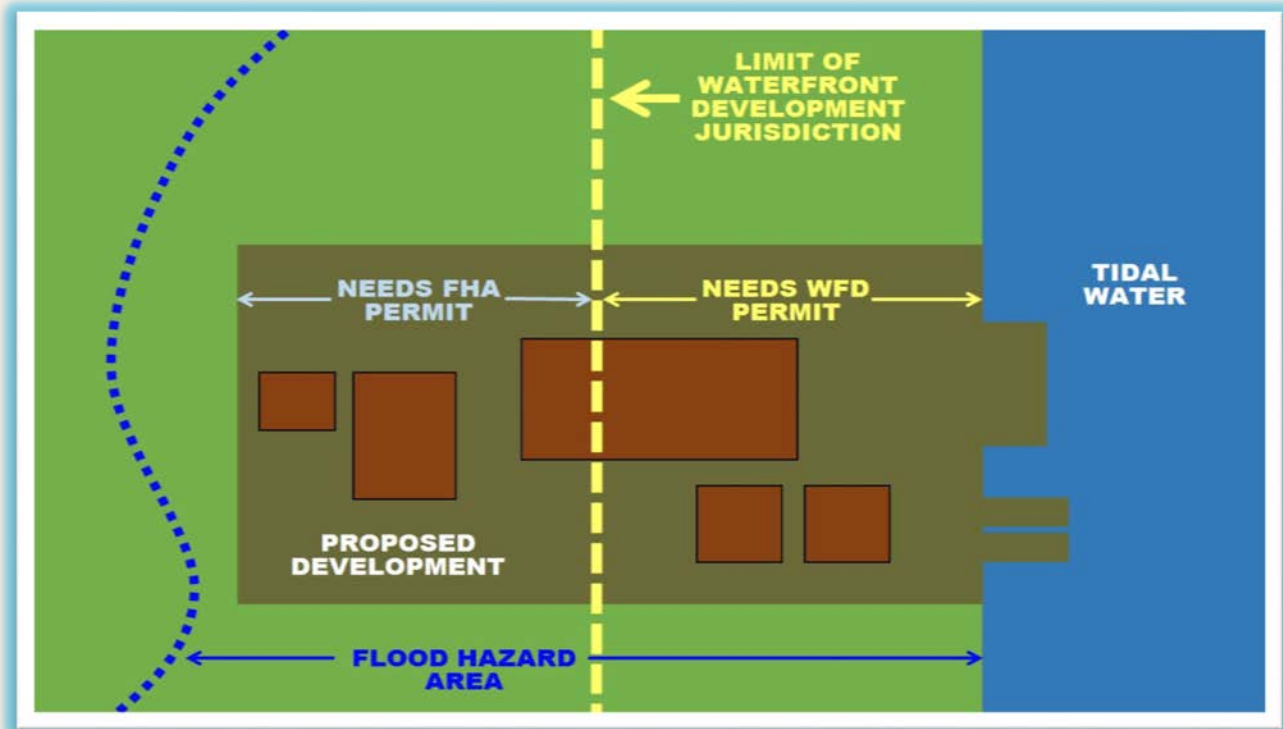 LIMIT OF
WATERFRONT
DEVELOPMENT
JURISDICTION
NEEDS FHA
PERMIT
NEEDS WFD
PERMIT
TIDAL
WATER
PROPOSED
DEVELOPMENT
FLOOD HAZARD
AREA